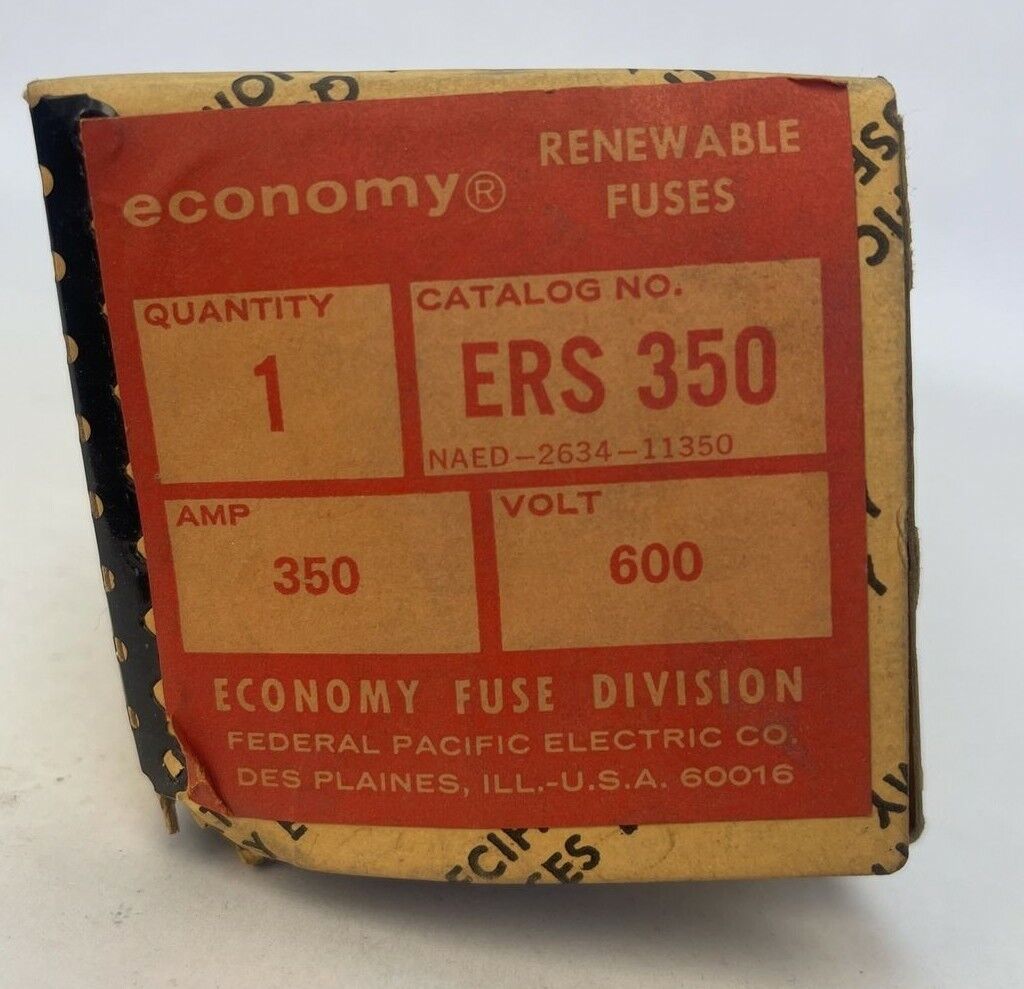 economy®
RENEWABLE
FUSES
QUANTITY
1
CATALOG NO.
ERS 350
NAED-2634-11350
AMP
350
VOLT
600
ECONOMY FUSE DIVISION
FEDERAL PACIFIC ELECTRIC CO.
DES PLAINES, ILL.-U.S.A. 60016